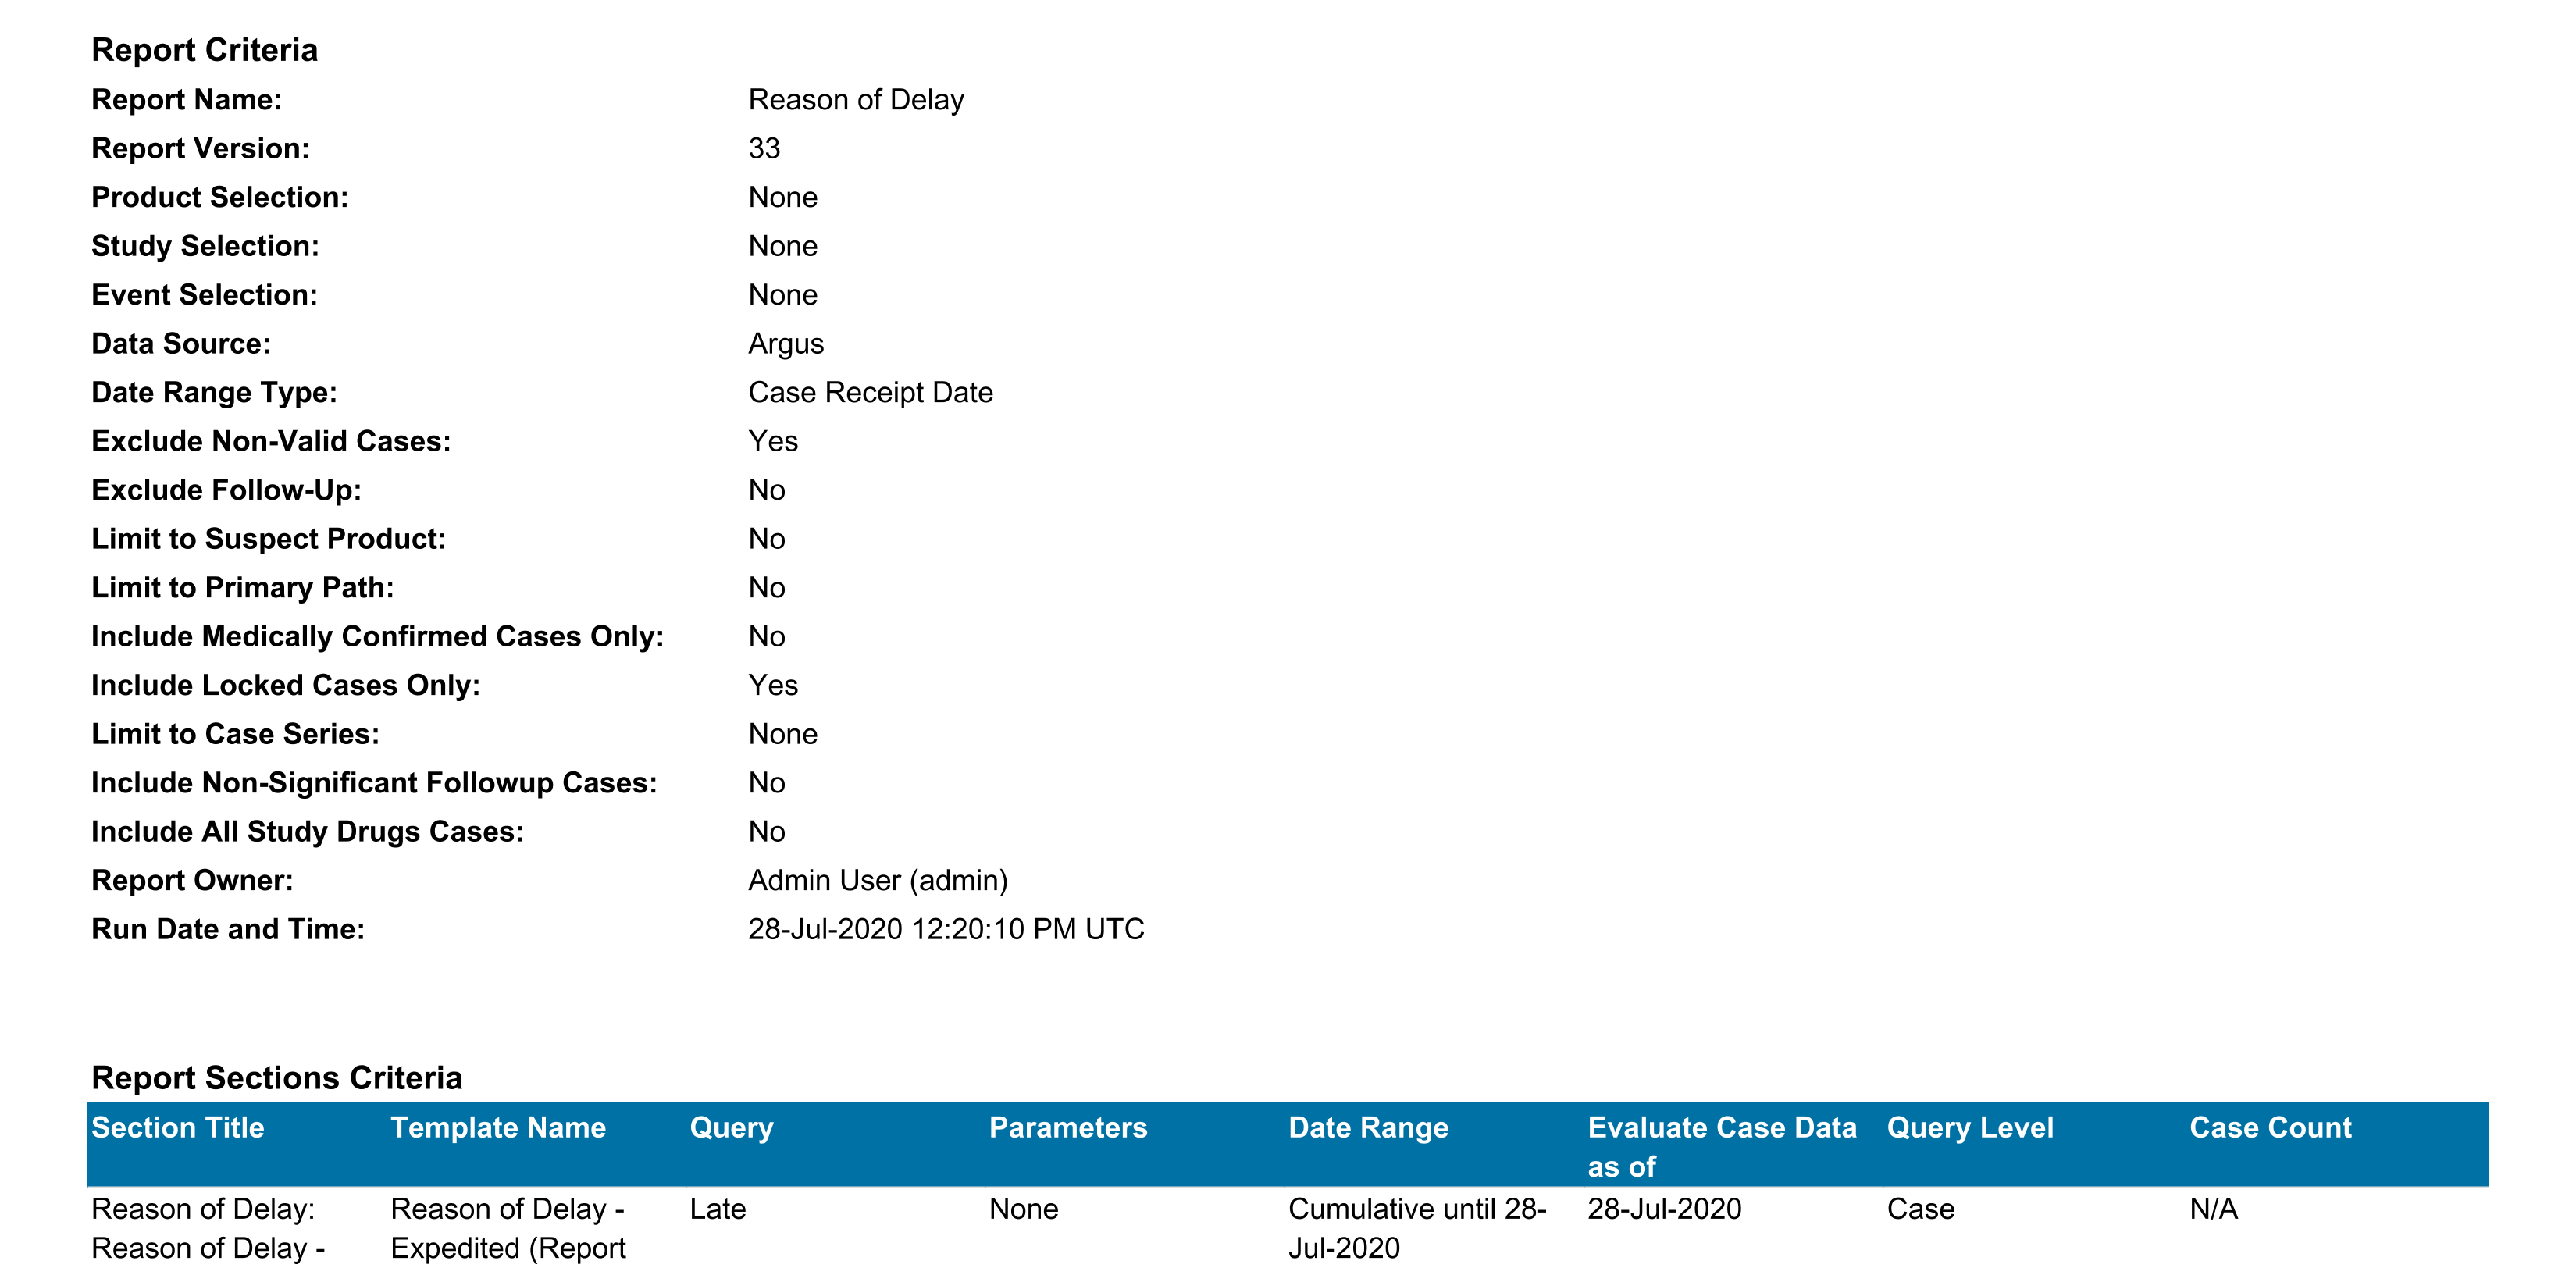 Report Criteria
Report Name: Reason of Delay
Report Version: 33
Product Selection: None
Study Selection: None
Event Selection: None
Data Source: Argus
Date Range Type: Case Receipt Date
Exclude Non-Valid Cases: Yes
Exclude Follow-Up: No
Limit to Suspect Product: No
Limit to Primary Path: No
Include Medically Confirmed Cases Only: No
Include Locked Cases Only: Yes
Limit to Case Series: None
Include Non-Significant Followup Cases: No
Include All Study Drugs Cases: No
Report Owner: Admin User (admin)
Run Date and Time: 28-Jul-2020 12:20:10 PM UTC
Report Sections Criteria
Section Title Template Name Query Parameters Date Range Evaluate Case Data Query Level Case Count
as of
Reason of Delay: Reason of Delay - Late None Cumulative until 28- 28-Jul-2020 Case N/A
Reason of Delay - Expedited (Report Jul-2020